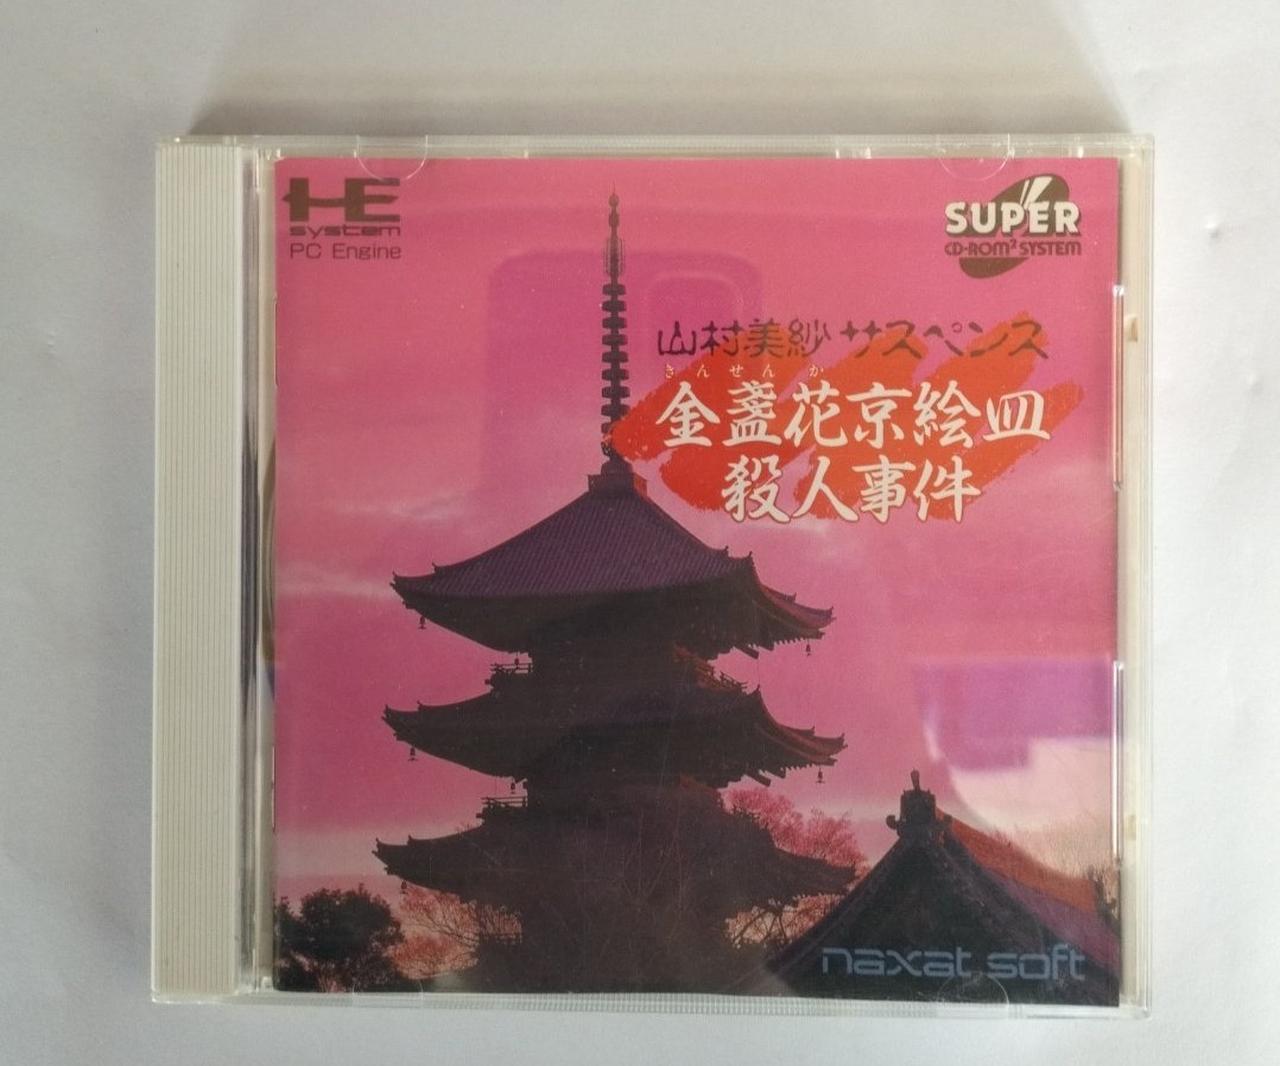 HE
system
PC Engine
SUPER
CD-ROM² SYSTEM
山村美紗サスペンス
きんせんか
金盞花京絵皿
殺人事件
naxat soft